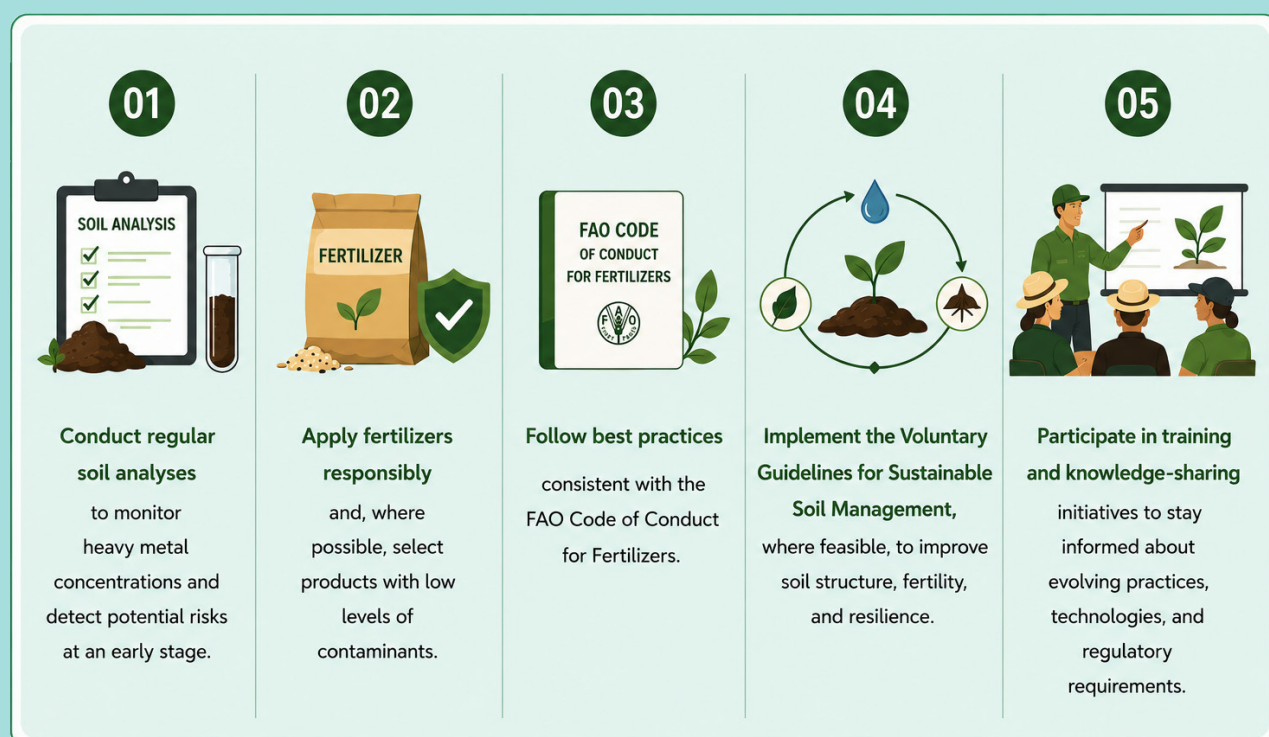 01
SOIL ANALYSIS
Conduct regular
soil analyses
to monitor
heavy metal
concentrations and
detect potential risks
at an early stage.
02
FERTILIZER
Apply fertilizers
responsibly
and, where
possible, select
products with low
levels of
contaminants.
03
FAO CODE
OF CONDUCT
FOR FERTILIZERS
F A O
Follow best practices
consistent with the
FAO Code of Conduct
for Fertilizers.
04
Implement the Voluntary
Guidelines for Sustainable
Soil Management,
where feasible, to improve
soil structure, fertility,
and resilience.
05
Participate in training
and knowledge-sharing
initiatives to stay
informed about
evolving practices,
technologies, and
regulatory
requirements.